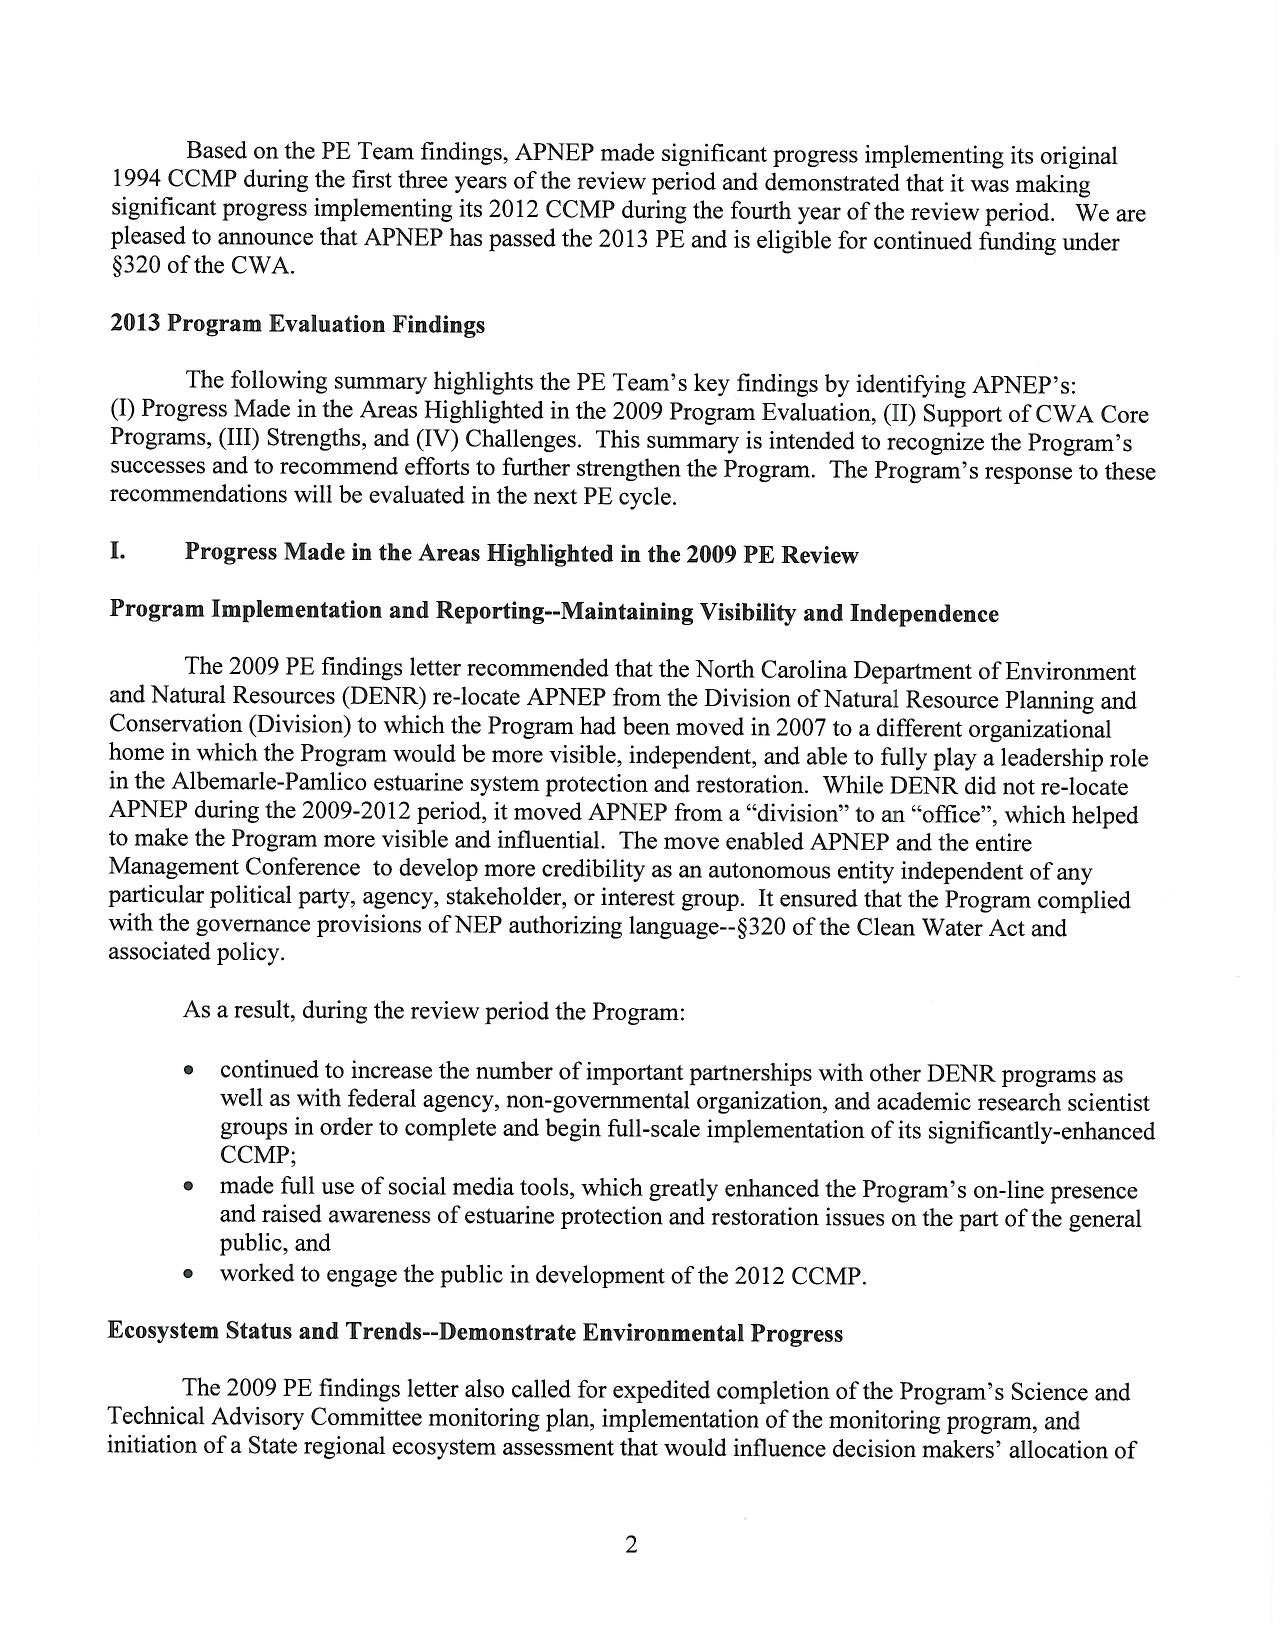 Based on the PE Team findings, APNEP made significant progress implementing its original
1994 CCMP during the first three years of the review period and demonstrated that it was making
significant progress implementing its 2012 CCMP during the fourth year of the review period.   We are
pleased to announce that APNEP has passed the 2013 PE and is eligible for continued funding under
§320 of the CWA.
2013 Program Evaluation Findings
The following summary highlights the PE Team's key findings by identifying APNEP's:
(I) Progress Made in the Areas Highlighted in the 2009 Program Evaluation, (II) Support of CWA Core
Programs, (III) Strengths, and (IV) Challenges.  This summary is intended to recognize the Program's
successes and to recommend efforts to further strengthen the Program.  The Program's response to these
recommendations will be evaluated in the next PE cycle.
I. Progress Made in the Areas Highlighted in the 2009 PE Review
Program Implementation and Reporting--Maintaining Visibility and Independence
The 2009 PE findings letter recommended that the North Carolina Department of Environment
and Natural Resources (DENR) re-locate APNEP from the Division of Natural Resource Planning and
Conservation (Division) to which the Program had been moved in 2007 to a different organizational
home in which the Program would be more visible, independent, and able to fully play a leadership role
in the Albemarle-Pamlico estuarine system protection and restoration.  While DENR did not re-locate
APNEP during the 2009-2012 period, it moved APNEP from a “division” to an “office”, which helped
to make the Program more visible and influential.  The move enabled APNEP and the entire
Management Conference  to develop more credibility as an autonomous entity independent of any
particular political party, agency, stakeholder, or interest group.  It ensured that the Program complied
with the governance provisions of NEP authorizing language--§320 of the Clean Water Act and
associated policy.
As a result, during the review period the Program:
• continued to increase the number of important partnerships with other DENR programs as
well as with federal agency, non-governmental organization, and academic research scientist
groups in order to complete and begin full-scale implementation of its significantly-enhanced
CCMP;
• made full use of social media tools, which greatly enhanced the Program's on-line presence
and raised awareness of estuarine protection and restoration issues on the part of the general
public, and
• worked to engage the public in development of the 2012 CCMP.
Ecosystem Status and Trends--Demonstrate Environmental Progress
The 2009 PE findings letter also called for expedited completion of the Program's Science and
Technical Advisory Committee monitoring plan, implementation of the monitoring program, and
initiation of a State regional ecosystem assessment that would influence decision makers' allocation of
2